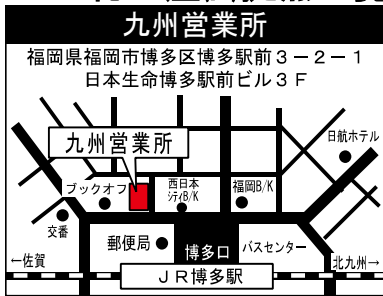 九州営業所
福岡県福岡市博多区博多駅前3-2-1
日本生命博多駅前ビル3F
九州営業所
日航ホテル
ブックオフ
西日本
ｼﾃｨB/K
福岡B/K
交番
郵便局
博多口
バスセンター
←佐賀
北九州→
JR博多駅